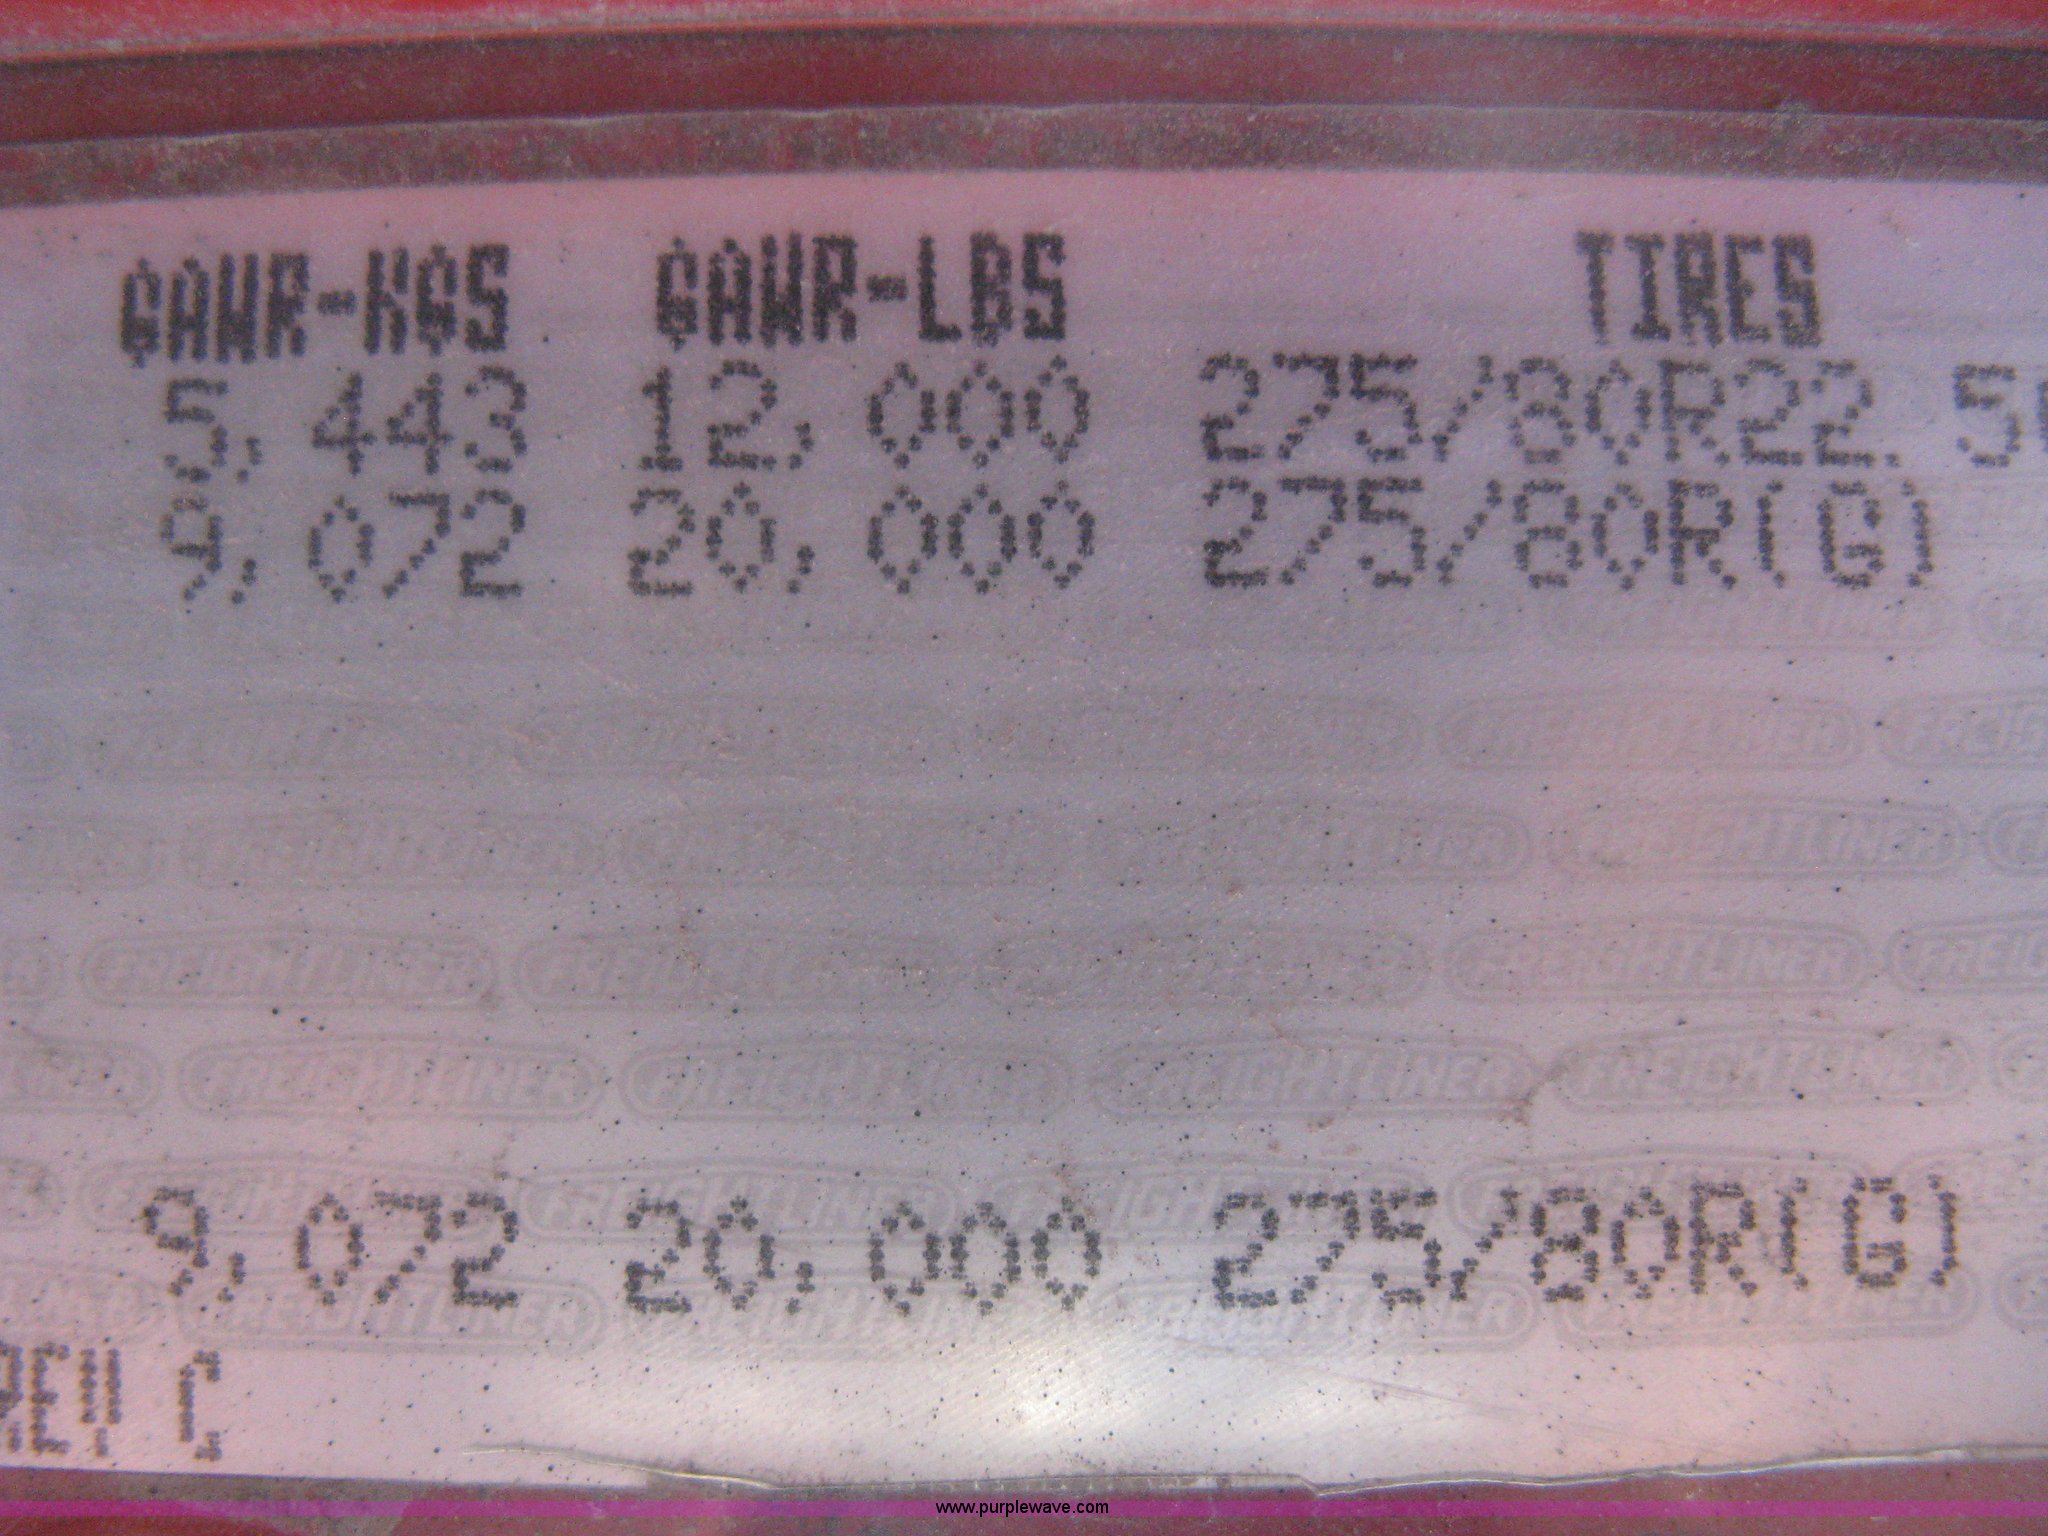 GAWR-KGS GAWR-LBS TIRES
5,443 12,000 275/80R22.5
9,072 20,000 275/80R(G)
FREIGHTLINER
9,072 20,000 275/80R(G)
www.purplewave.com